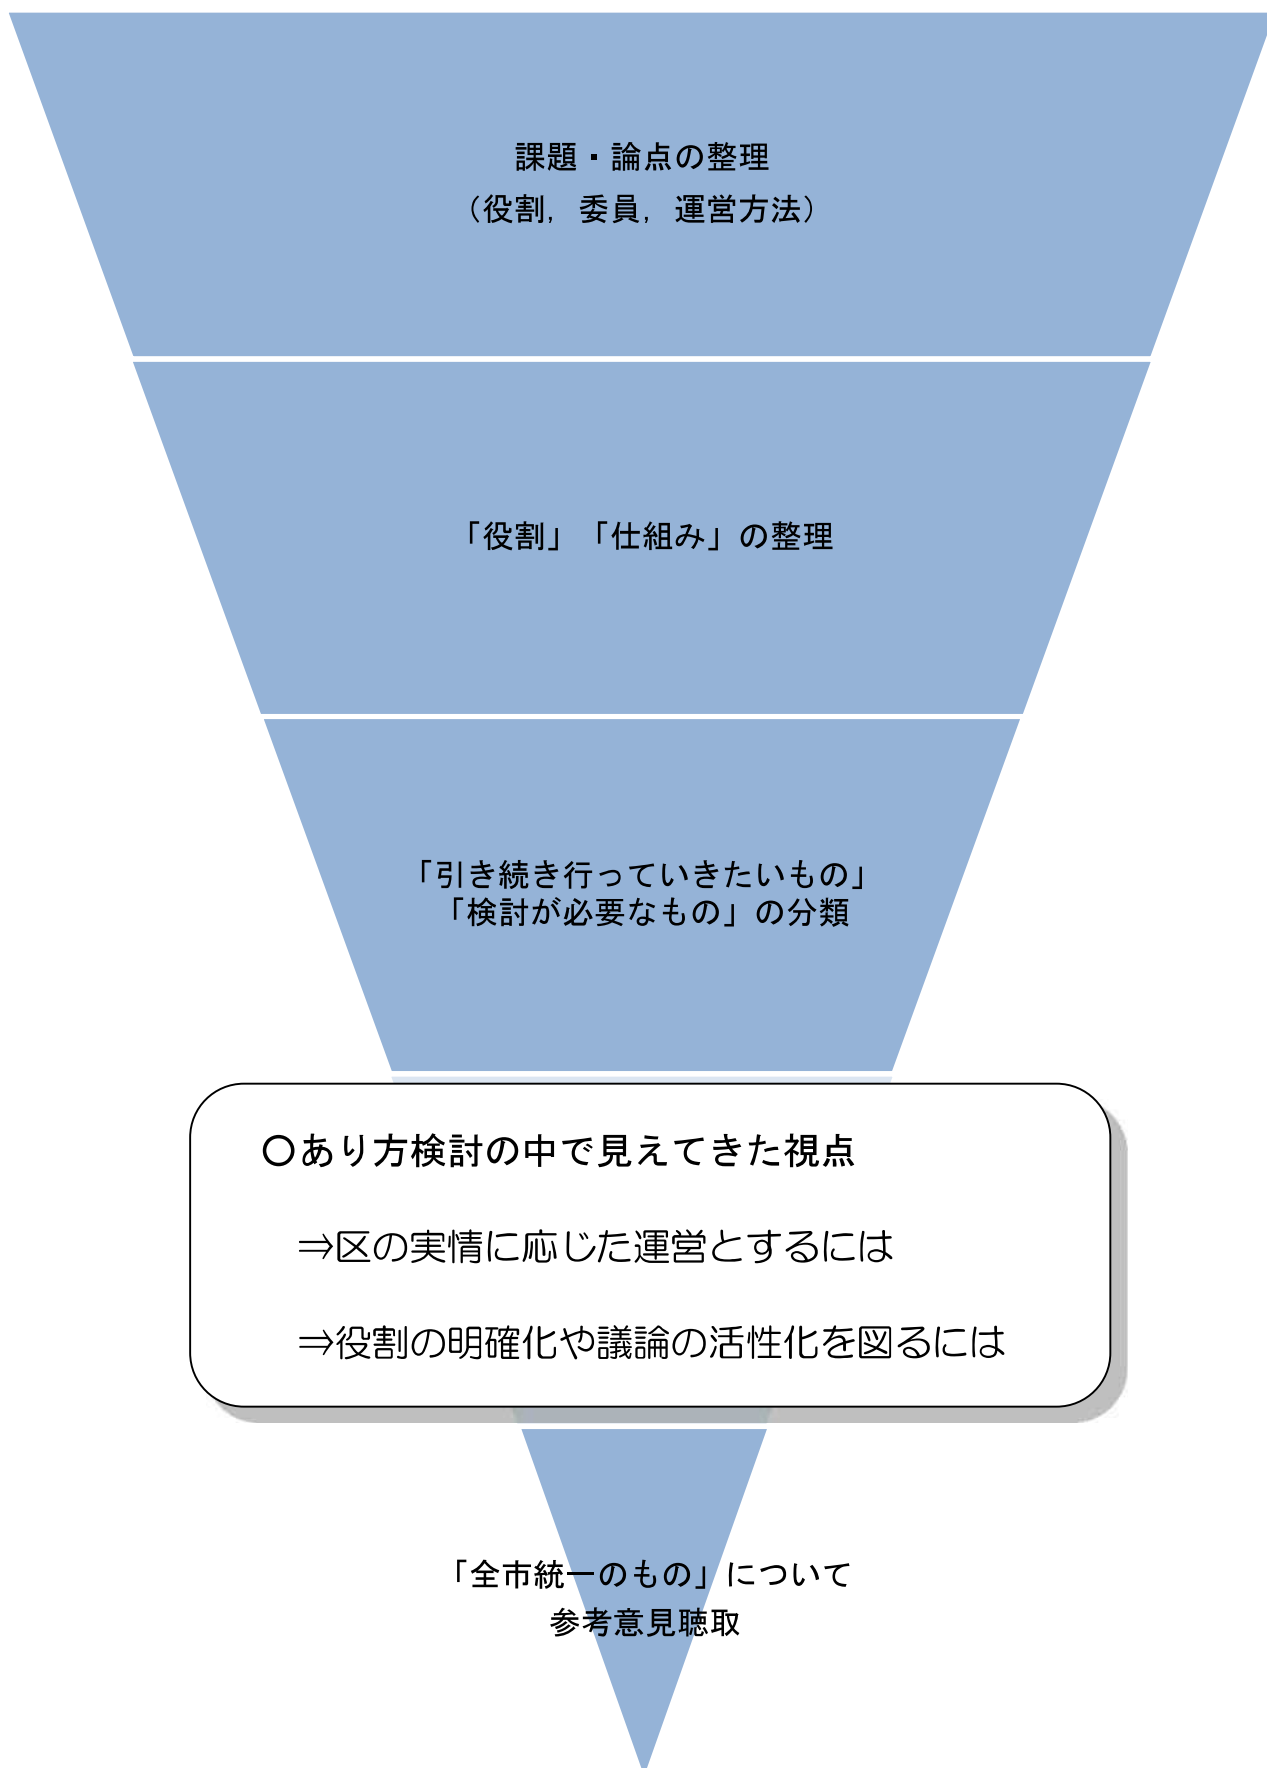 課題・論点の整理
（役割，委員，運営方法）
「役割」「仕組み」の整理
「引き続き行っていきたいもの」
「検討が必要なもの」の分類
〇あり方検討の中で見えてきた視点
⇒区の実情に応じた運営とするには
⇒役割の明確化や議論の活性化を図るには
「全市統一のもの」について
参考意見聴取